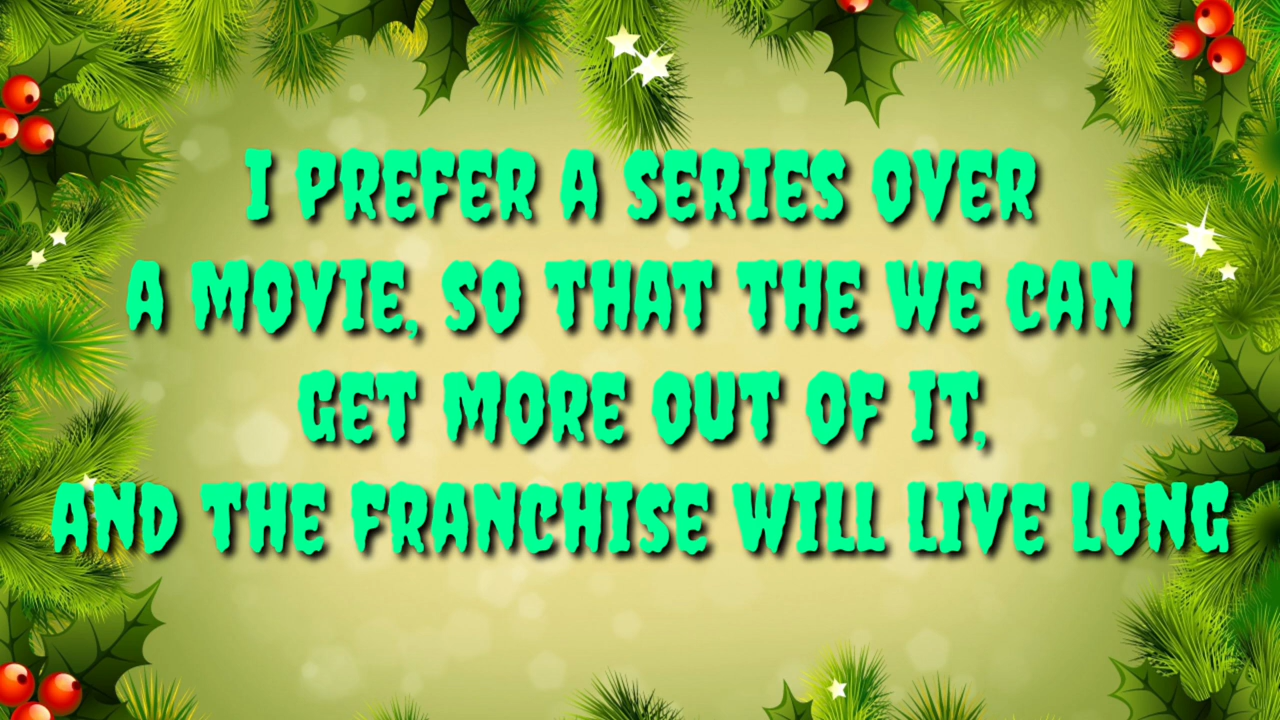 I PREFER A SERIES OVER
A MOVIE, SO THAT THE WE CAN
GET MORE OUT OF IT,
AND THE FRANCHISE WILL LIVE LONG